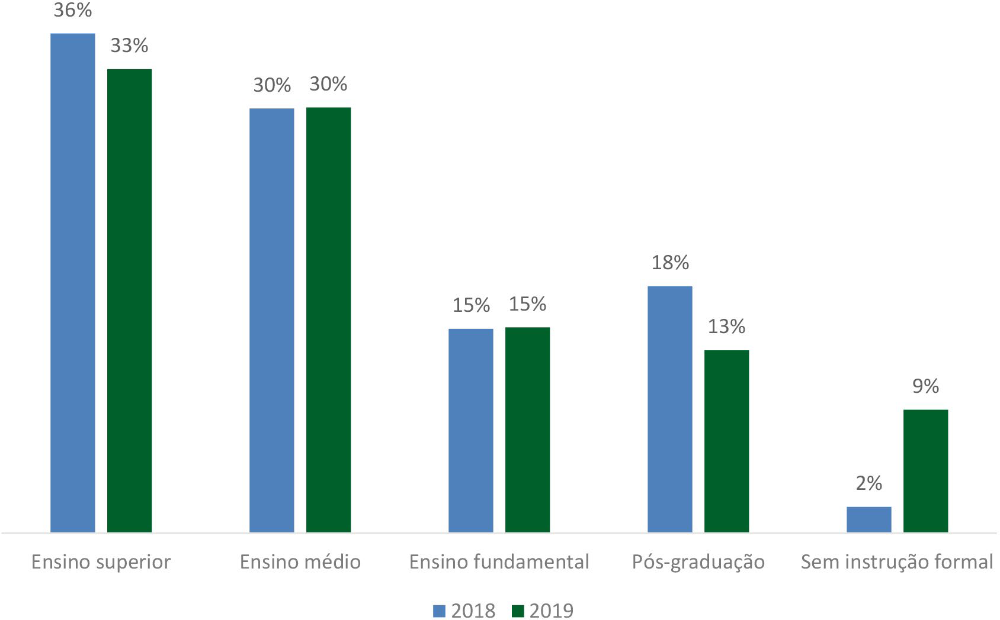 36%
33%
30%
30%
15%
15%
18%
13%
2%
9%
Ensino superior
Ensino médio
Ensino fundamental
Pós-graduação
Sem instrução formal
2018
2019